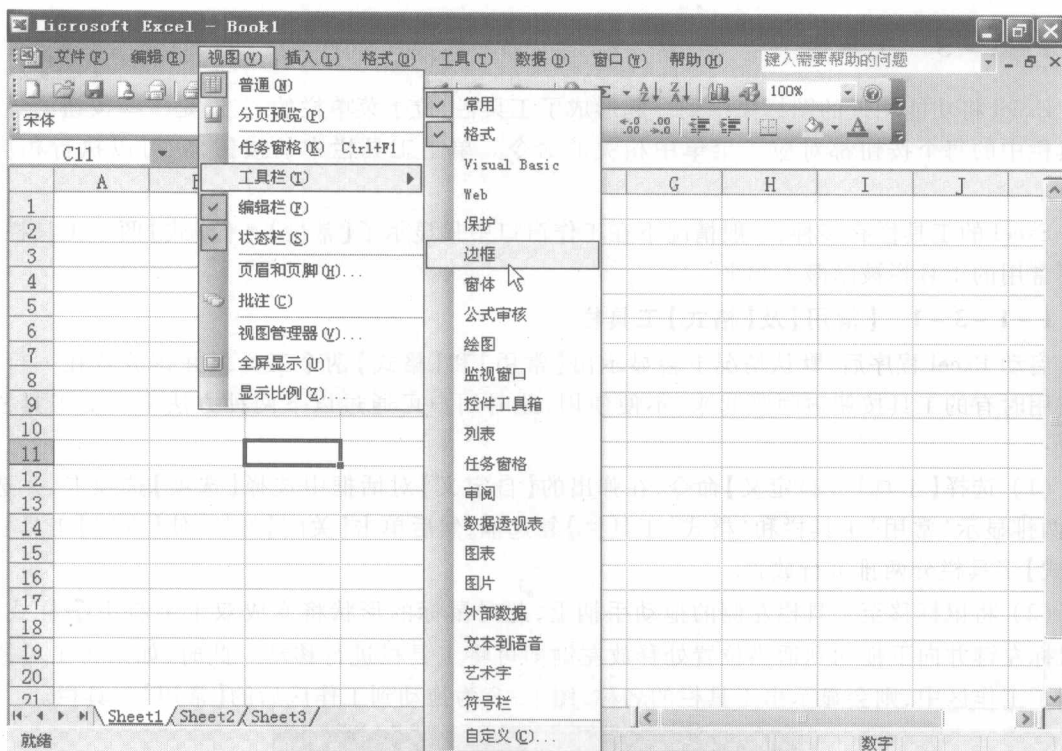 Microsoft Excel - Book1
文件(F) 编辑(E) 视图(V) 插入(I) 格式(O) 工具(T) 数据(D) 窗口(W) 帮助(H) 键入需要帮助的问题
100%
宋体
C11
普通(N)
分页预览(P)
任务窗格(K) Ctrl+F1
工具栏(T)
编辑栏(F)
状态栏(S)
页眉和页脚(H)...
批注(C)
视图管理器(V)...
全屏显示(U)
显示比例(Z)...
常用
格式
Visual Basic
Web
保护
边框
窗体
公式审核
绘图
监视窗口
控件工具箱
列表
任务窗格
审阅
数据透视表
图表
图片
外部数据
文本到语音
艺术字
符号栏
自定义(C)...
A G H I J
1
2
3
4
5
6
7
8
9
10
11
12
13
14
15
16
17
18
19
20
21
Sheet1 Sheet2 Sheet3
就绪 数字